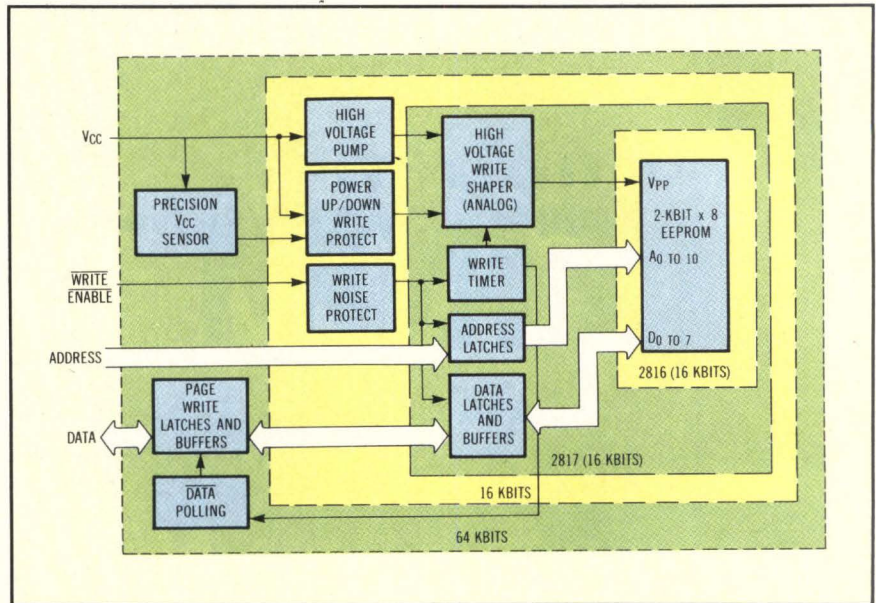 VCC
HIGH
VOLTAGE
PUMP
HIGH
VOLTAGE
WRITE
SHAPER
(ANALOG)
VPP
2-KBIT x 8
EEPROM
A0 TO 10
D0 TO 7
2816 (16 KBITS)
PRECISION
VCC
SENSOR
POWER
UP/DOWN
WRITE
PROTECT
WRITE
ENABLE
WRITE
NOISE
PROTECT
WRITE
TIMER
ADDRESS
ADDRESS
LATCHES
DATA
PAGE
WRITE
LATCHES AND
BUFFERS
DATA
LATCHES
AND
BUFFERS
2817 (16 KBITS)
DATA
POLLING
16 KBITS
64 KBITS